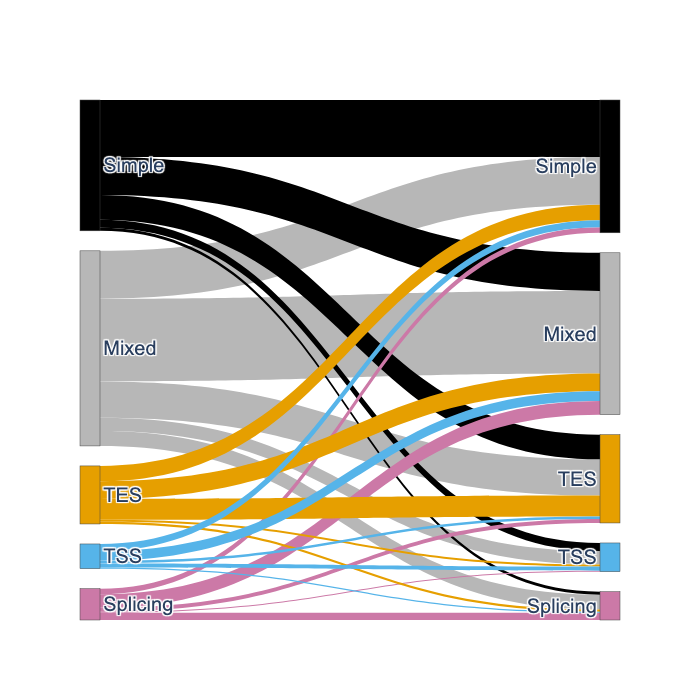 Simple
Mixed
TES
TSS
Splicing
Simple
Mixed
TES
TSS
Splicing